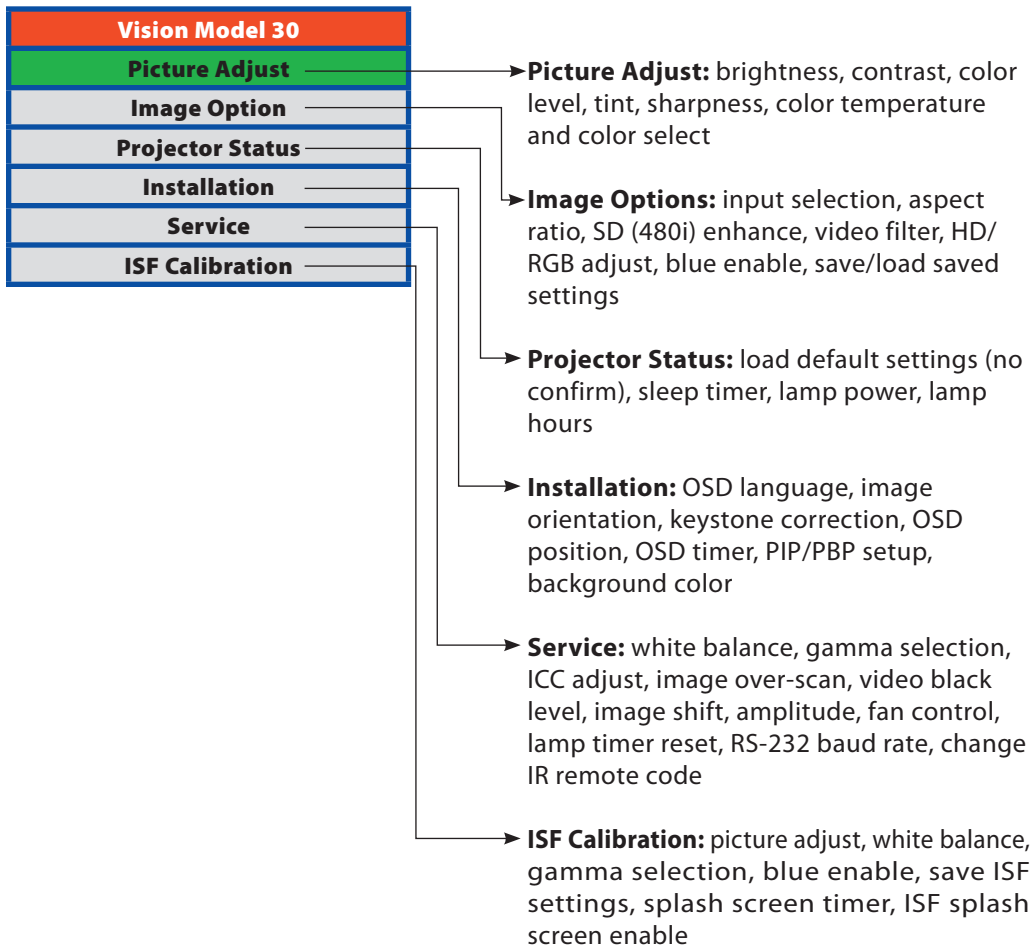 Vision Model 30
Picture Adjust
Image Option
Projector Status
Installation
Service
ISF Calibration
Picture Adjust: brightness, contrast, color
level, tint, sharpness, color temperature
and color select
Image Options: input selection, aspect
ratio, SD (480i) enhance, video filter, HD/
RGB adjust, blue enable, save/load saved
settings
Projector Status: load default settings (no
confirm), sleep timer, lamp power, lamp
hours
Installation: OSD language, image
orientation, keystone correction, OSD
position, OSD timer, PIP/PBP setup,
background color
Service: white balance, gamma selection,
ICC adjust, image over-scan, video black
level, image shift, amplitude, fan control,
lamp timer reset, RS-232 baud rate, change
IR remote code
ISF Calibration: picture adjust, white balance,
gamma selection, blue enable, save ISF
settings, splash screen timer, ISF splash
screen enable